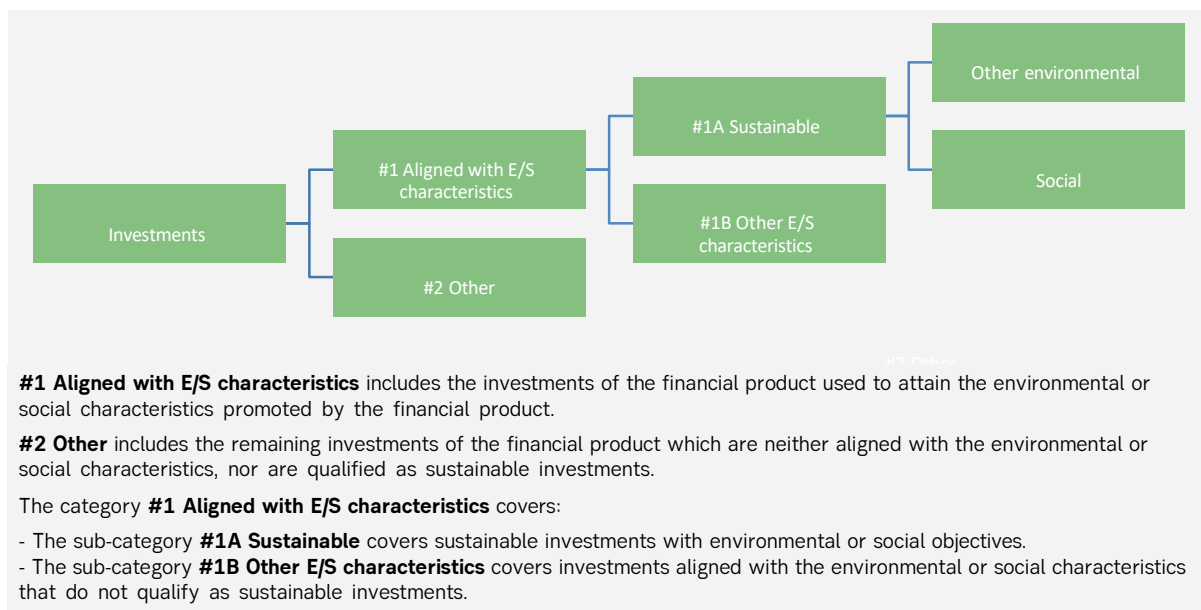 Other environmental
#1A Sustainable
#1 Aligned with E/S
characteristics
Social
Investments
#1B Other E/S
characteristics
#2 Other
#2 Other
#1 Aligned with E/S characteristics includes the investments of the financial product used to attain the environmental or
social characteristics promoted by the financial product.
#2 Other includes the remaining investments of the financial product which are neither aligned with the environmental or
social characteristics, nor are qualified as sustainable investments.
The category #1 Aligned with E/S characteristics covers:
- The sub-category #1A Sustainable covers sustainable investments with environmental or social objectives.
- The sub-category #1B Other E/S characteristics covers investments aligned with the environmental or social characteristics
that do not qualify as sustainable investments.